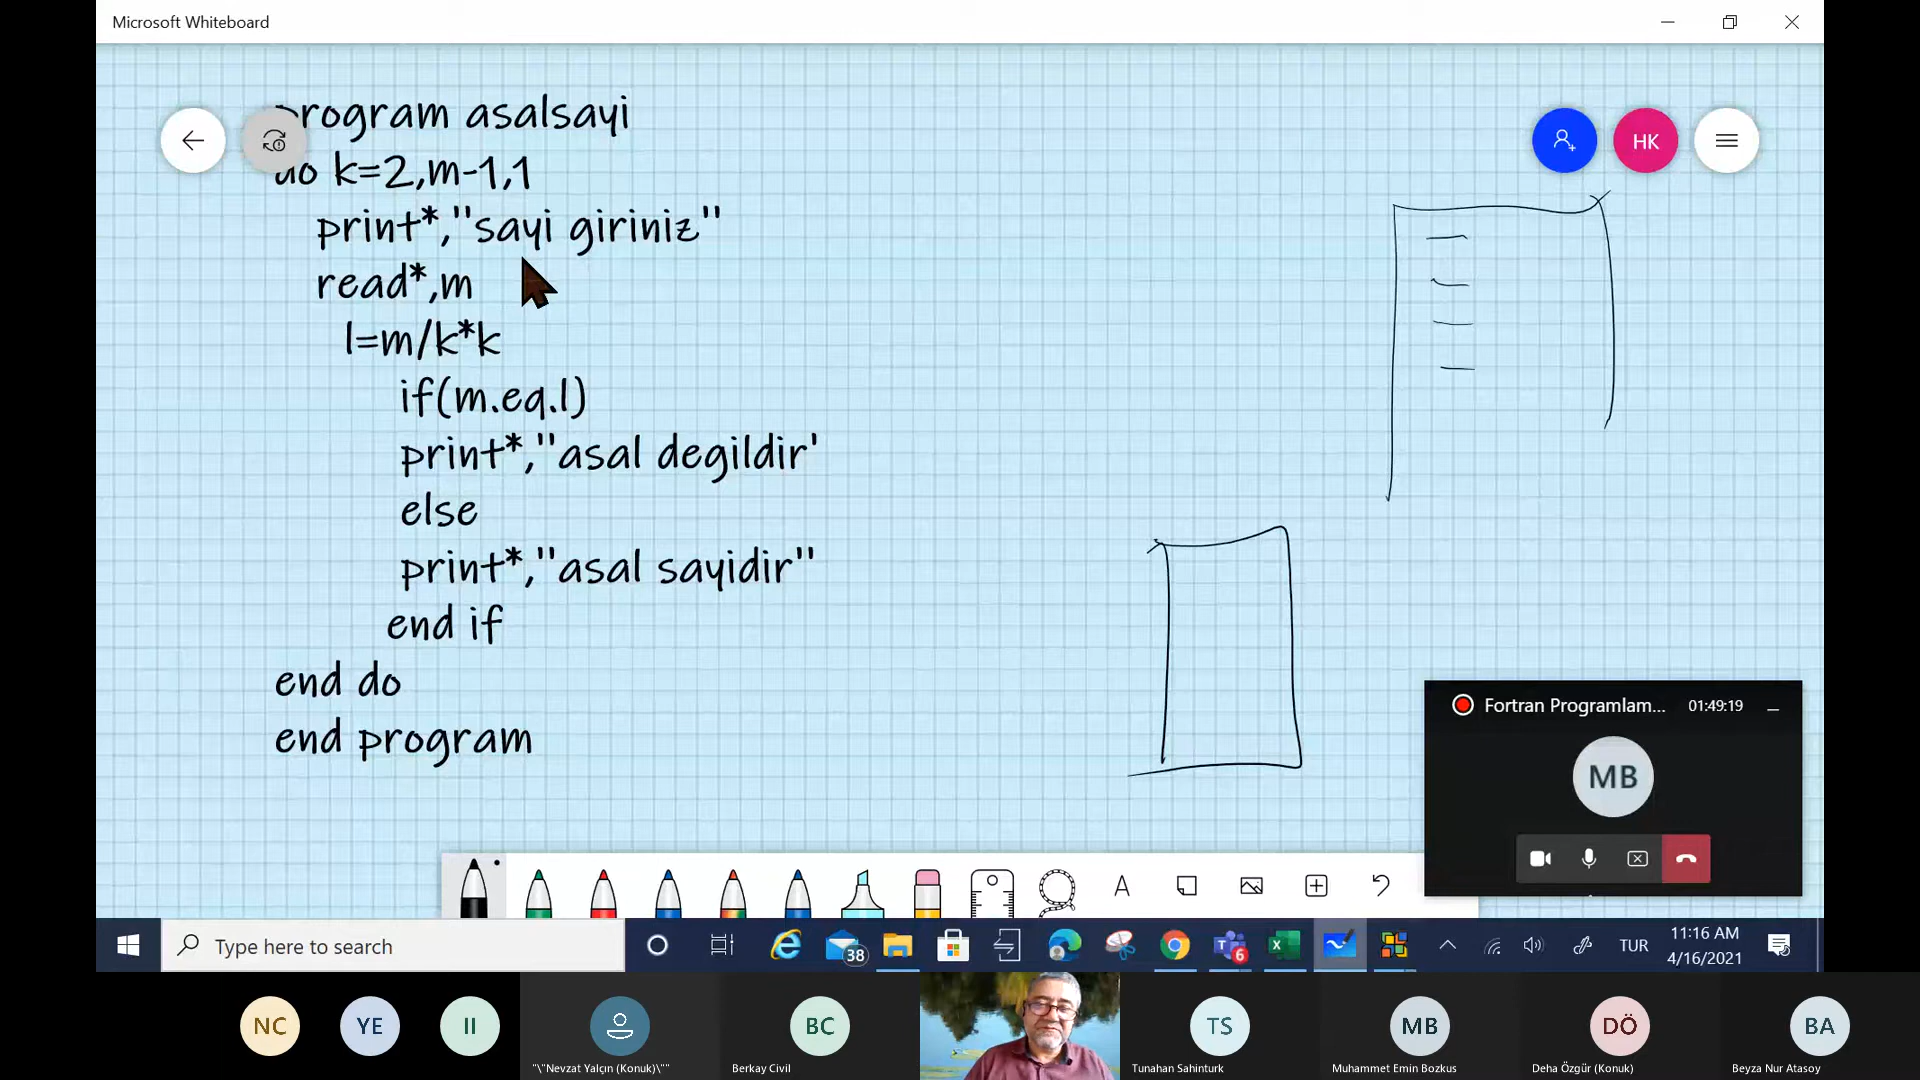 Microsoft Whiteboard
program asalsayi
do k=2,m-1,1
print*,"sayi giriniz"
read*,m
l=m/k*k
if(m.eq.l)
print*,"asal degildir'
else
print*,"asal sayidir"
end if
end do
end program
HK
Fortran Programlam...
01:49:19
MB
Type here to search
38
6
TUR
11:16 AM
4/16/2021
NC
YE
II
BC
TS
MB
DÖ
BA
"\"Nevzat Yalçın (Konuk)\""
Berkay Civil
Tunahan Sahinturk
Muhammet Emin Bozkus
Deha Özgür (Konuk)
Beyza Nur Atasoy